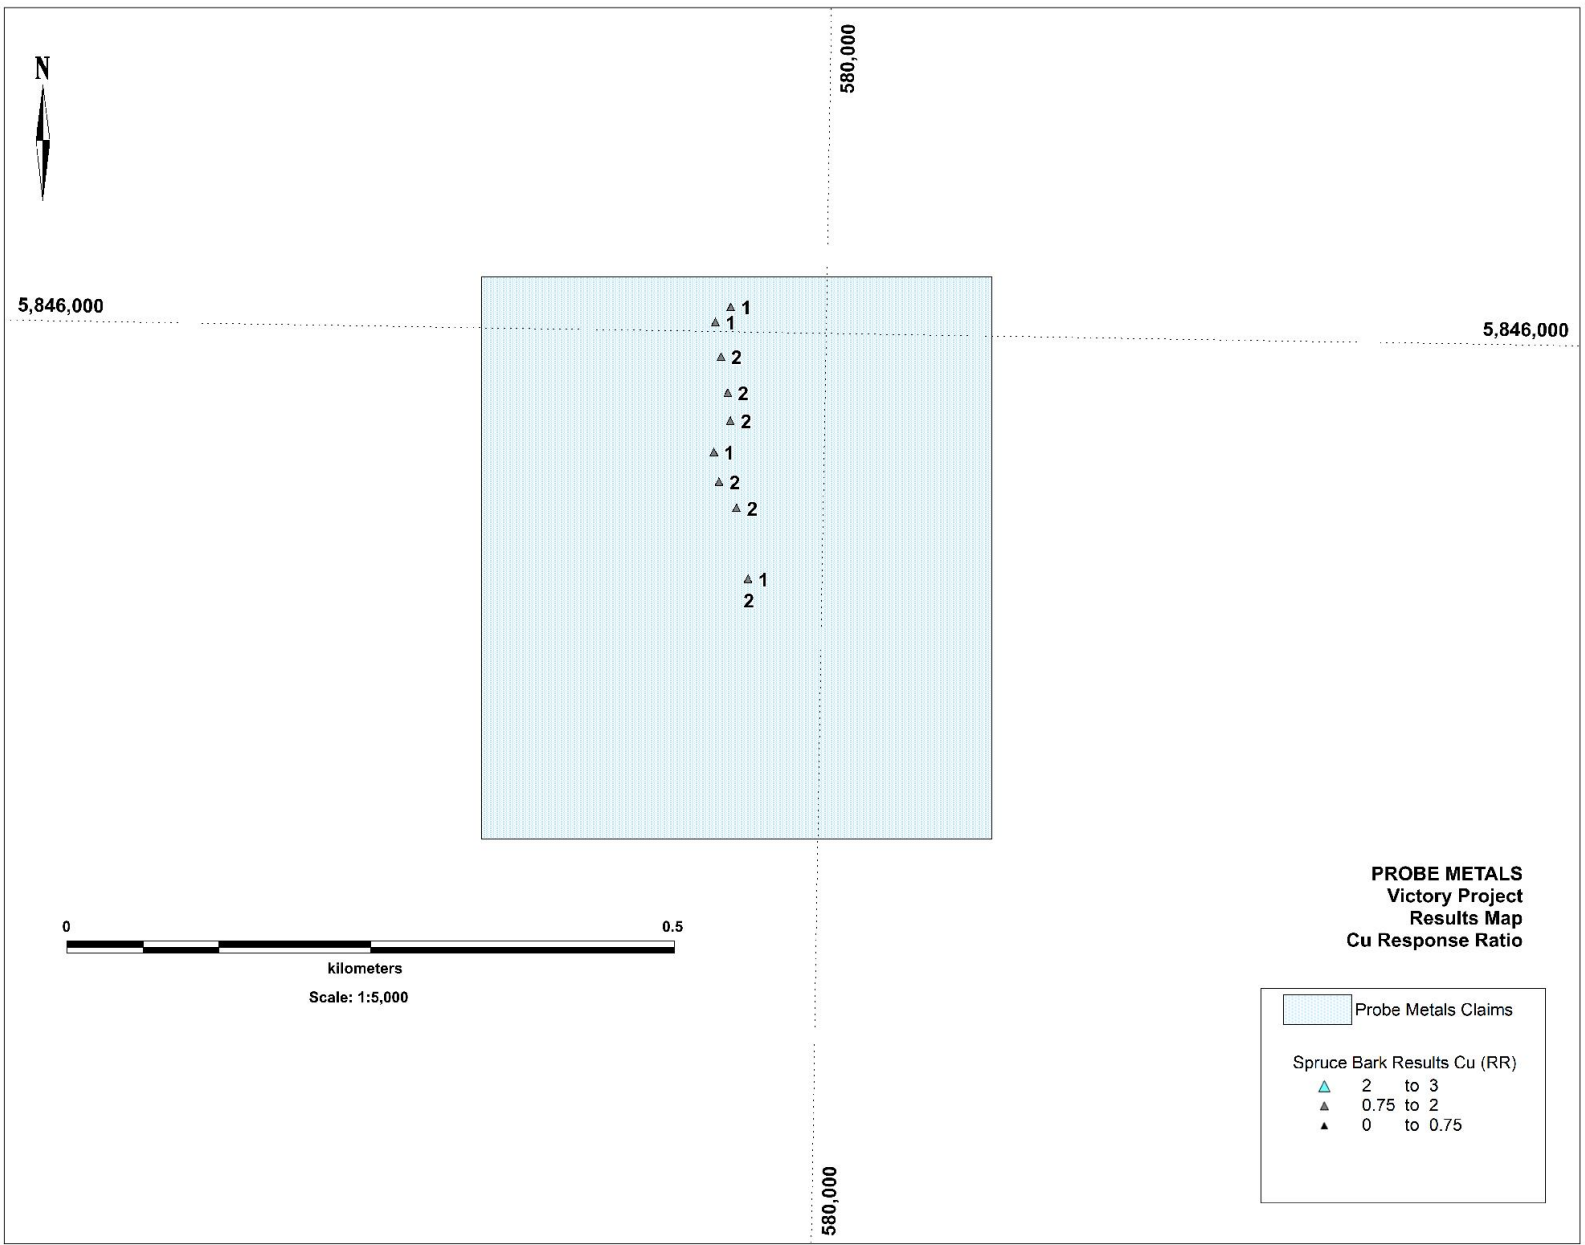 580,000
N
5,846,000
5,846,000
1
1
2
2
2
1
2
2
1
2
0 0.5
kilometers
Scale: 1:5,000
PROBE METALS
Victory Project
Results Map
Cu Response Ratio
Probe Metals Claims
Spruce Bark Results Cu (RR)
2 to 3
0.75 to 2
0 to 0.75
580,000